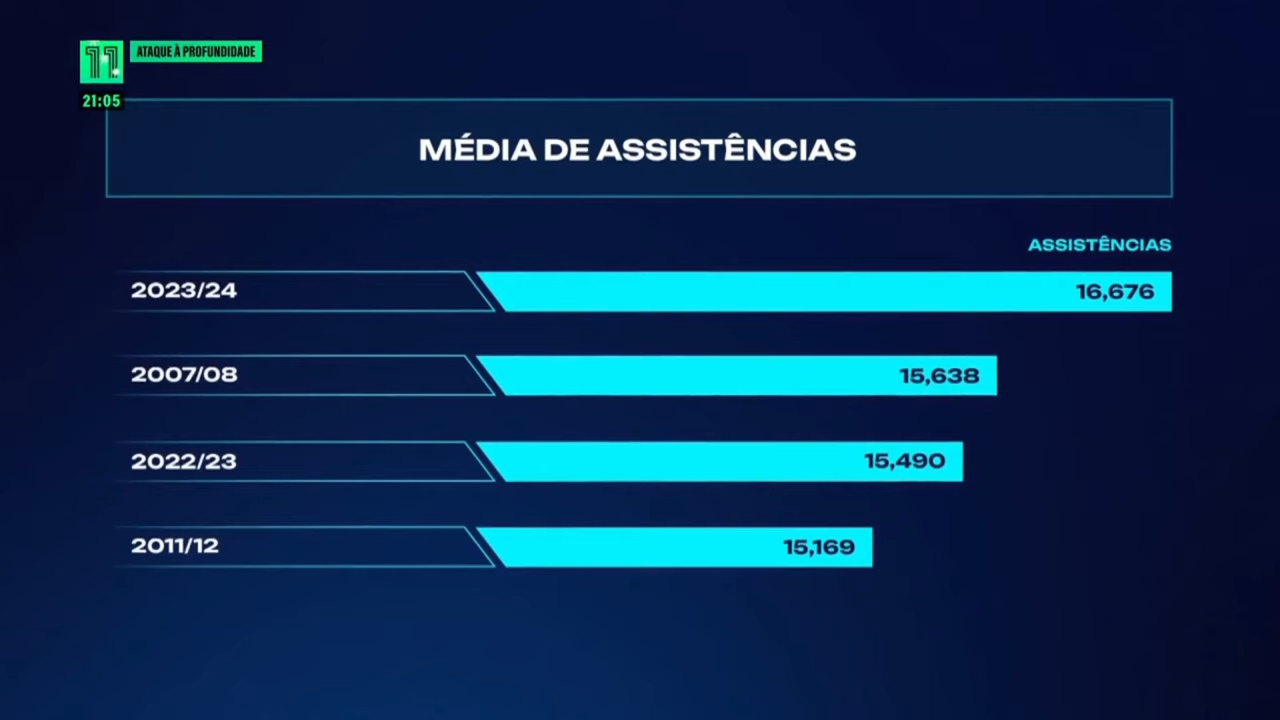 11
ATAQUE À PROFUNDIDADE
21:05
MÉDIA DE ASSISTÊNCIAS
ASSISTÊNCIAS
2023/24 16,676
2007/08 15,638
2022/23 15,490
2011/12 15,169